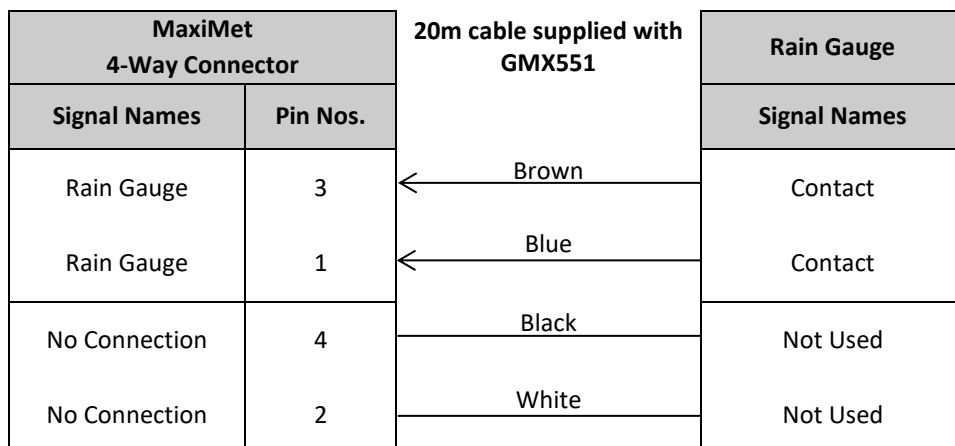 MaxiMet
4-Way Connector
20m cable supplied with
GMX551
Rain Gauge
Signal Names Pin Nos. Signal Names
Rain Gauge 3 Brown Contact
Rain Gauge 1 Blue Contact
No Connection 4 Black Not Used
No Connection 2 White Not Used